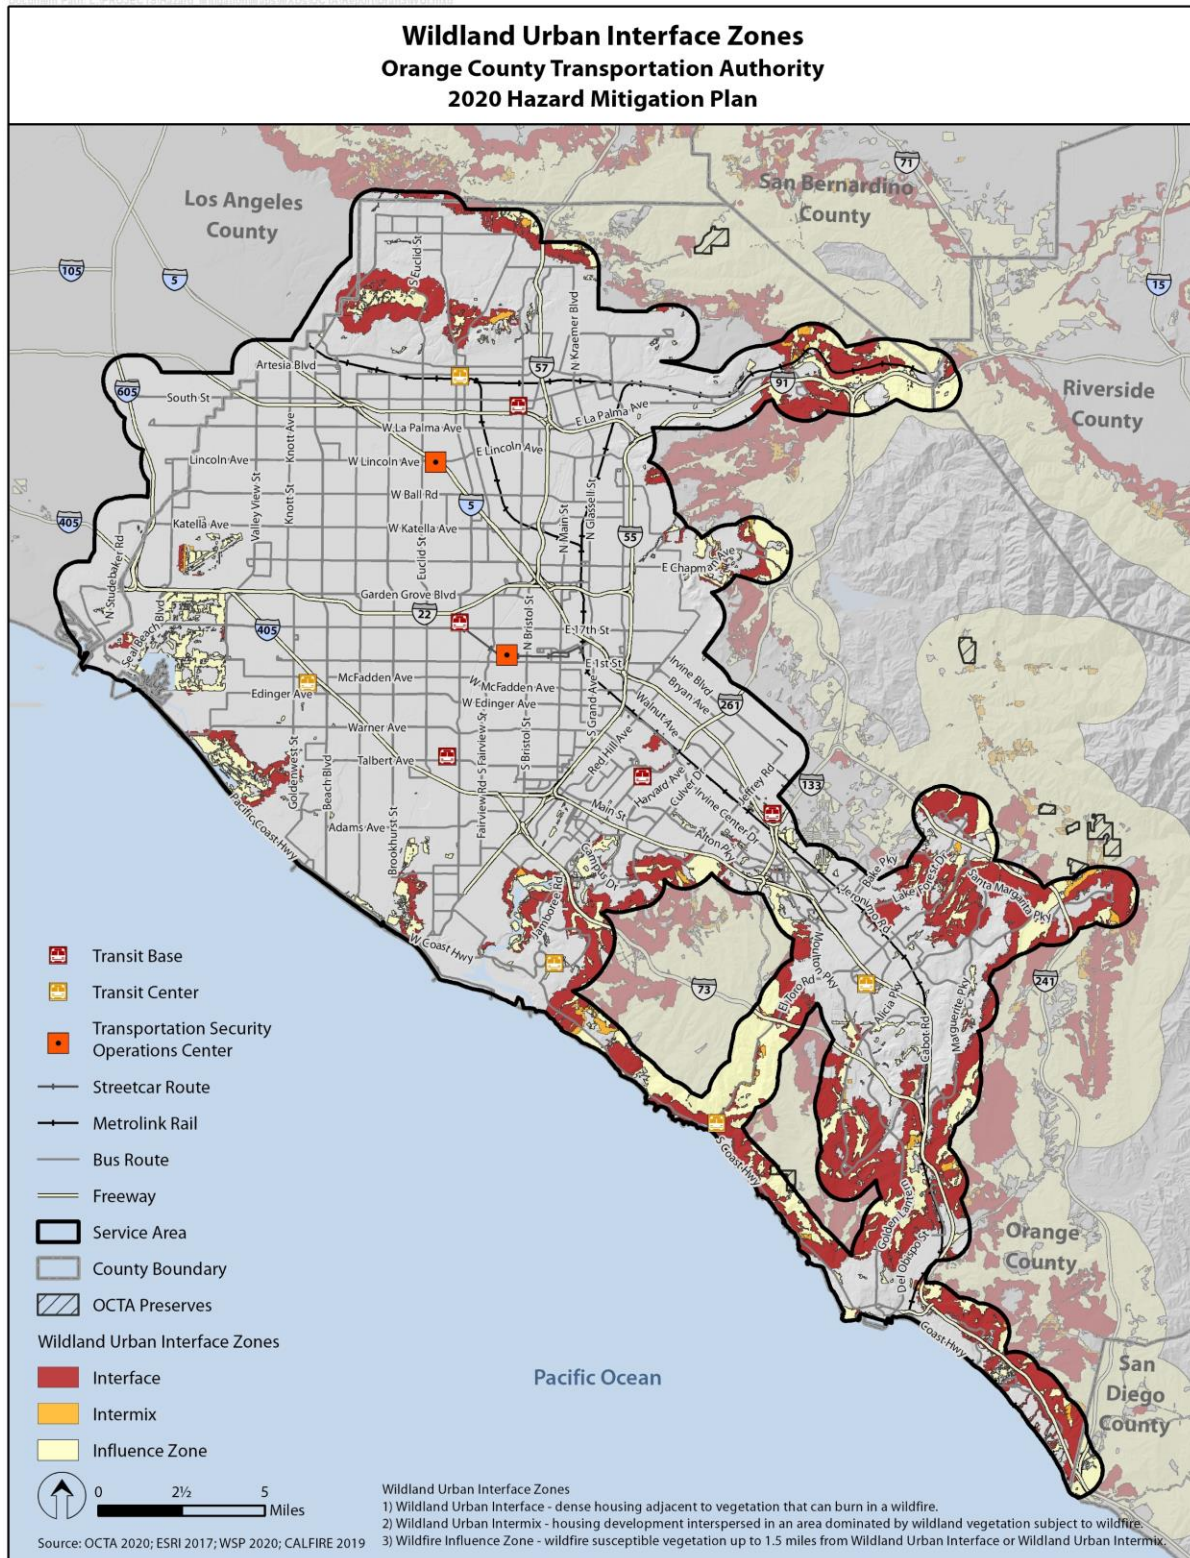 Wildland Urban Interface Zones
Orange County Transportation Authority
2020 Hazard Mitigation Plan
Los Angeles
County
San Bernardino
County
Riverside
County
Orange
County
San
Diego
County
Pacific Ocean
71
105
5
15
605
57
91
405
5
55
22
405
261
133
73
241
S Euclid St
N Kraemer Blvd
Artesia Blvd
South St
E La Palma Ave
W La Palma Ave
Knott Ave
E Lincoln Ave
Lincoln Ave
W Lincoln Ave
Valley View St
Knott St
W Ball Rd
N Main St
N Glassell St
Katella Ave
W Katella Ave
Euclid St
N Studebaker Rd
E Chapman Ave
Garden Grove Blvd
Seal Beach Blvd
N Bristol St
E 17th St
E 1st St
Irvine Blvd
McFadden Ave
W McFadden Ave
Bryan Ave
Edinger Ave
W Edinger Ave
Walnut Ave
S Grand Ave
Warner Ave
Red Hill Ave
Talbert Ave
S Fairview St
S Bristol St
Goldenwest St
Beach Blvd
Harvard Ave
Culver Dr
Jeffrey Rd
Irvine Center Dr
Main St
S Pacific Coast Hwy
Adams Ave
Brookhurst St
Fairview Rd
Alton Pky
Campus Dr
Bake Pky
Lake Forest Dr
Jeronimo Rd
Santa Margarita Pky
Jamboree Rd
W Coast Hwy
Moulton Pky
El Toro Rd
Alicia Pky
Cabot Rd
Marguerite Pky
S Coast Hwy
Golden Lantern
Del Obispo St
Coast Hwy
Transit Base
Transit Center
Transportation Security
Operations Center
Streetcar Route
Metrolink Rail
Bus Route
Freeway
Service Area
County Boundary
OCTA Preserves
Wildland Urban Interface Zones
Interface
Intermix
Influence Zone
0 2½ 5
Miles
Source: OCTA 2020; ESRI 2017; WSP 2020; CALFIRE 2019
Wildland Urban Interface Zones
1) Wildland Urban Interface - dense housing adjacent to vegetation that can burn in a wildfire.
2) Wildland Urban Intermix - housing development interspersed in an area dominated by wildland vegetation subject to wildfire.
3) Wildfire Influence Zone - wildfire susceptible vegetation up to 1.5 miles from Wildland Urban Interface or Wildland Urban Intermix.